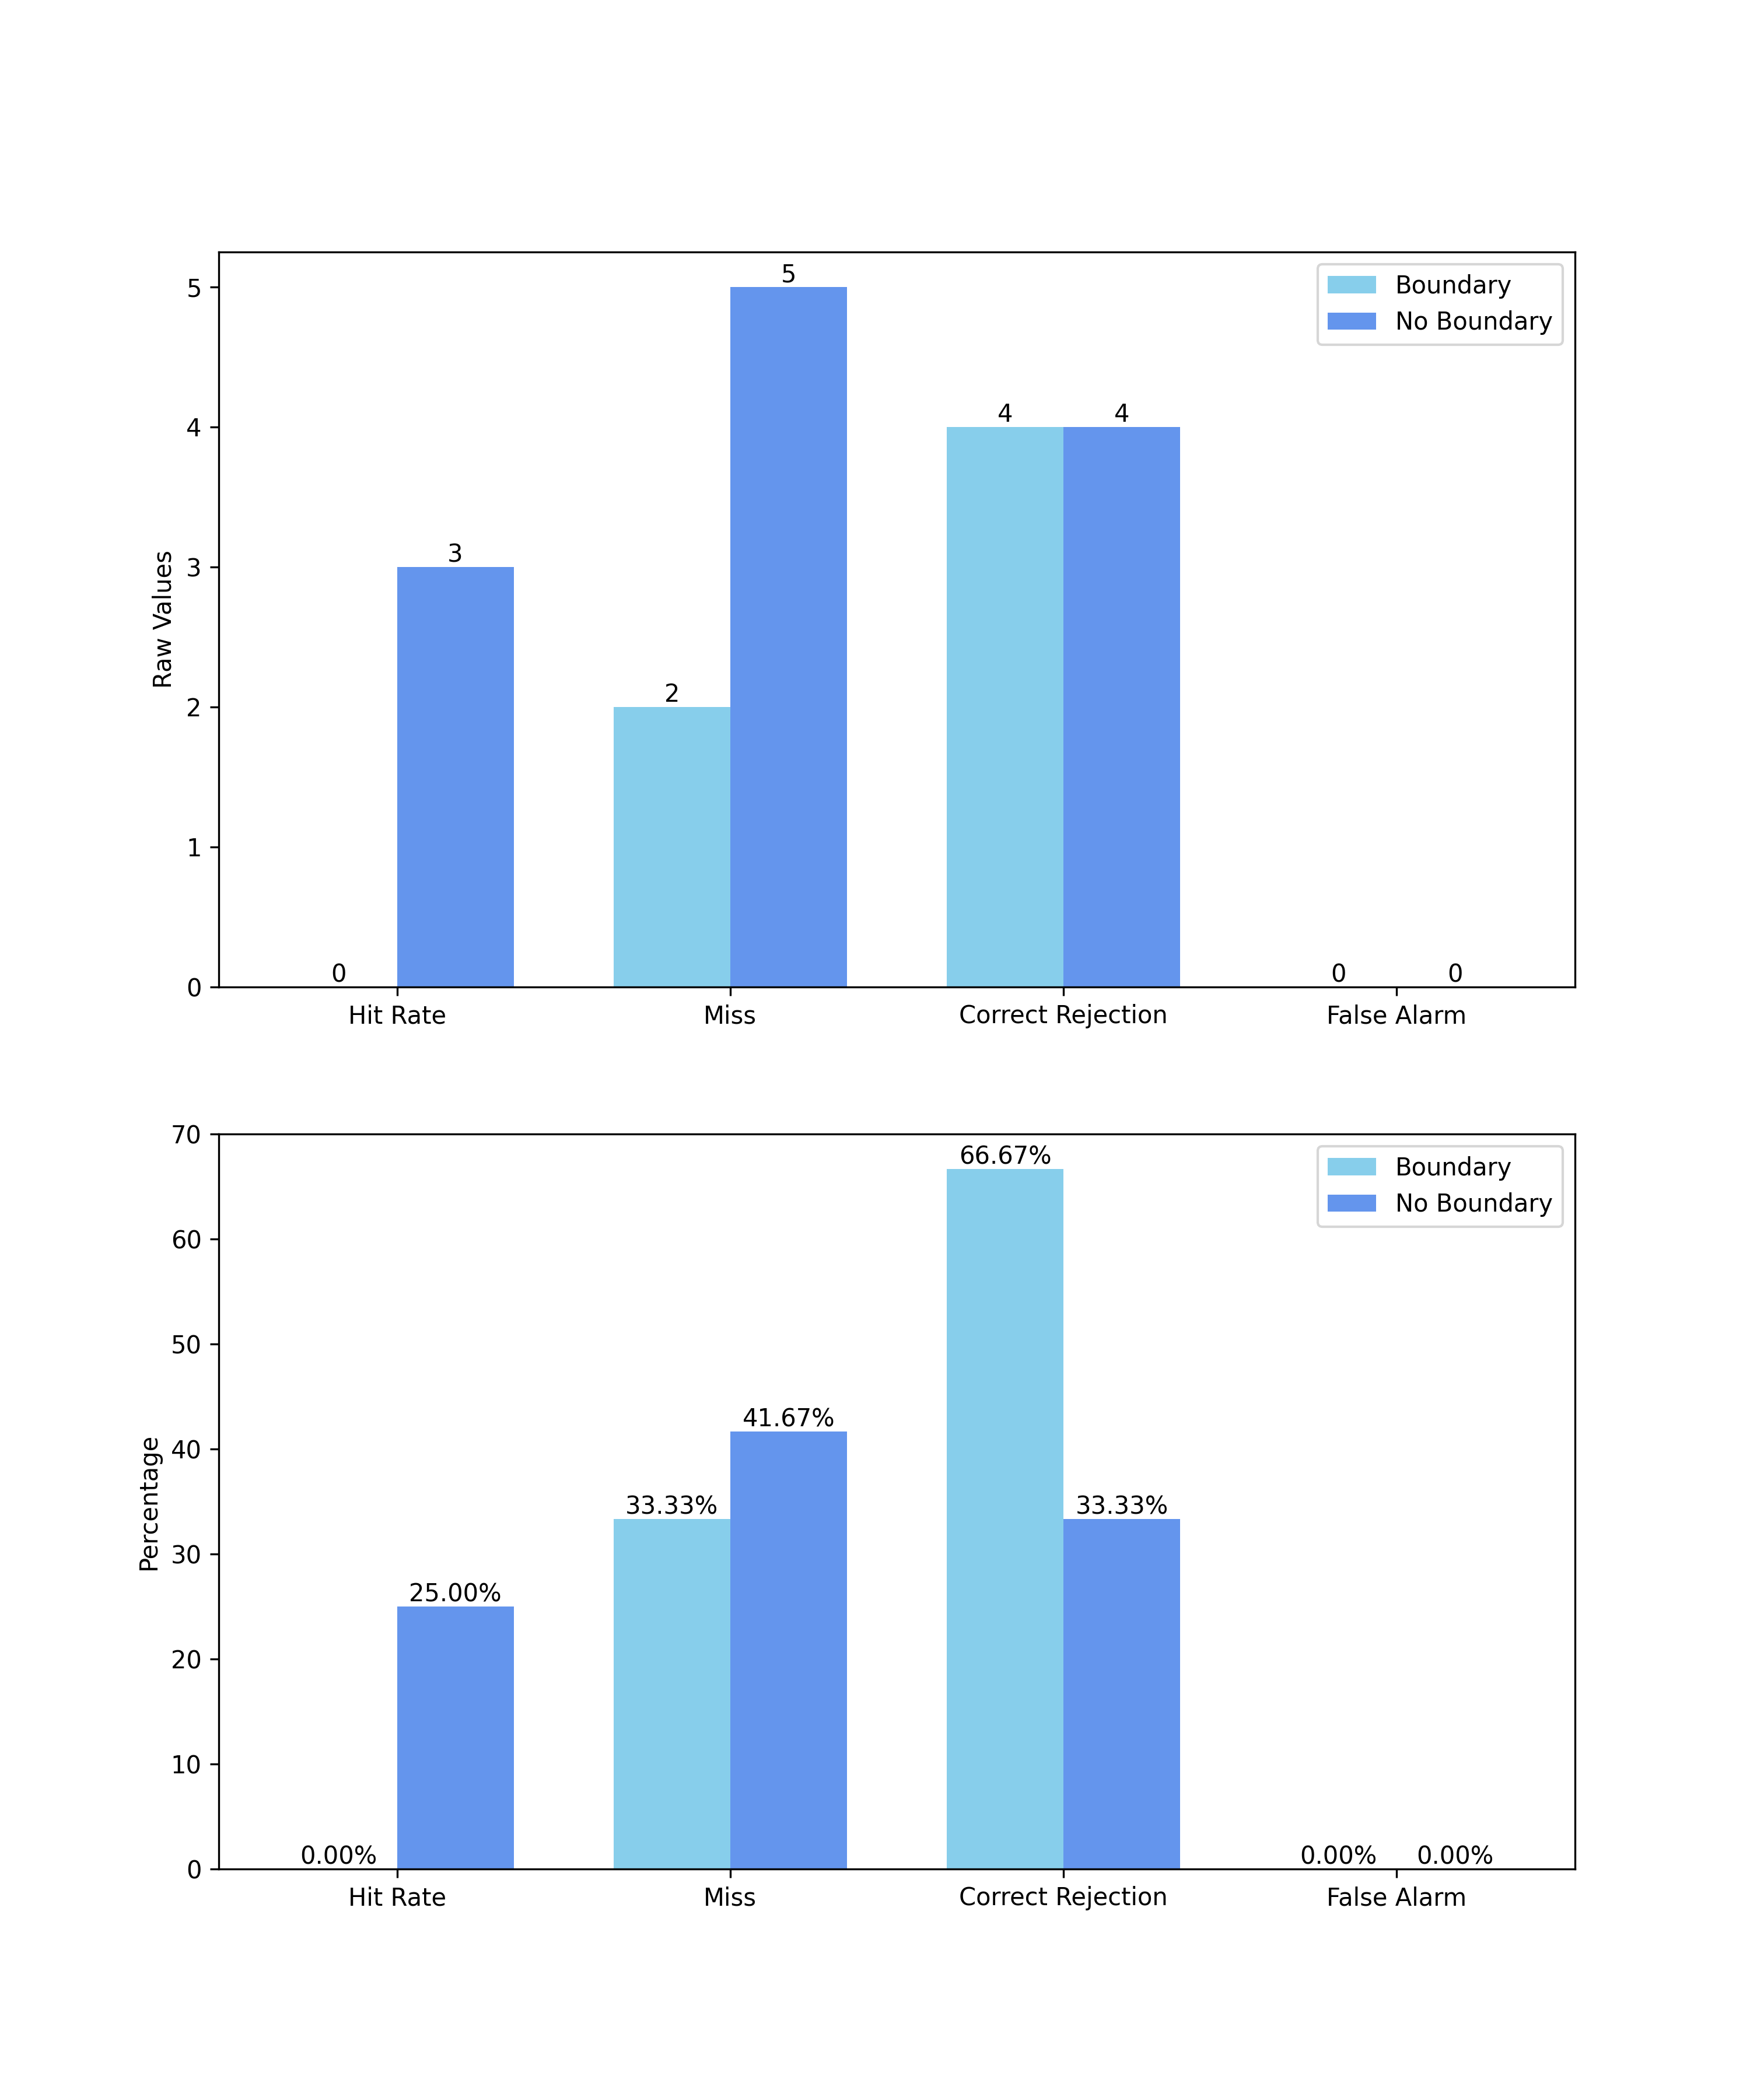 5
Boundary
No Boundary
5
4
4
4
3
3
Raw Values
2
2
1
0
0
0
0
Hit Rate
Miss
Correct Rejection
False Alarm
70
66.67%
Boundary
No Boundary
60
50
41.67%
40
33.33%
33.33%
Percentage
30
25.00%
20
10
0.00%
0.00%
0.00%
0
Hit Rate
Miss
Correct Rejection
False Alarm